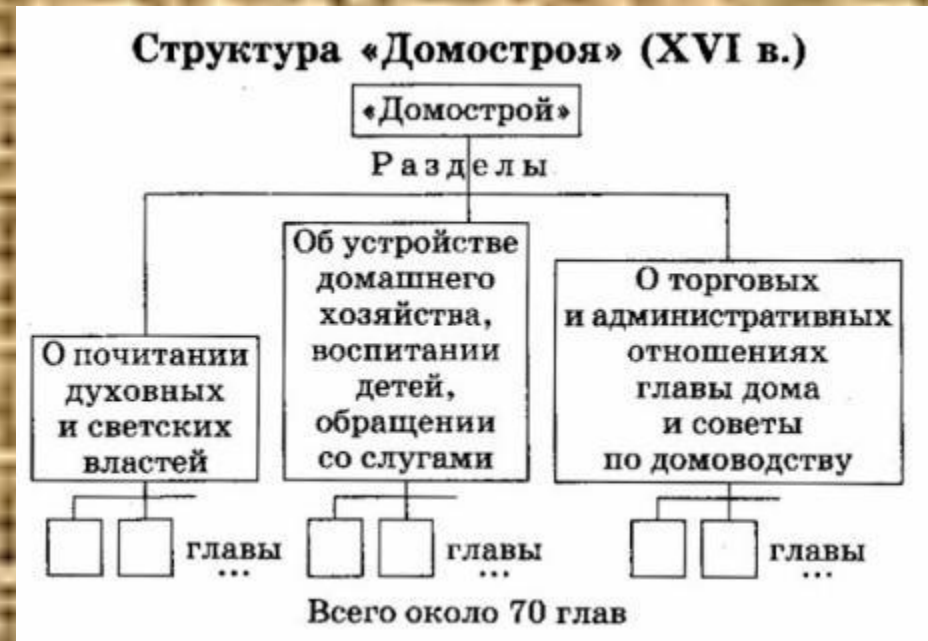 Структура «Домостроя» (XVI в.)
«Домострой»
Разделы
О почитании
духовных
и светских
властей
Об устройстве
домашнего
хозяйства,
воспитании
детей,
обращении
со слугами
О торговых
и административных
отношениях
главы дома
и советы
по домоводству
главы
...
главы
...
главы
...
Всего около 70 глав